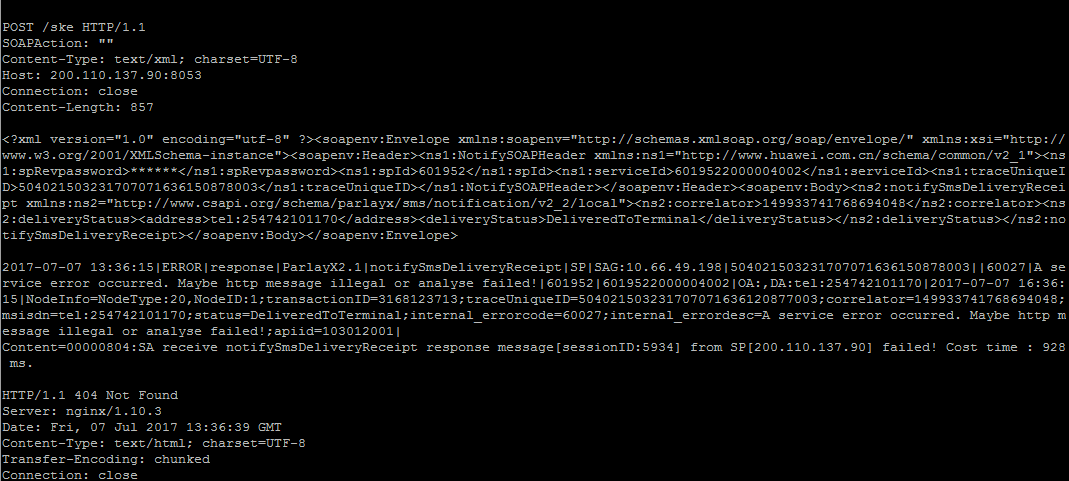 POST /ske HTTP/1.1
SOAPAction: ""
Content-Type: text/xml; charset=UTF-8
Host: 200.110.137.90:8053
Connection: close
Content-Length: 857
<?xml version="1.0" encoding="utf-8" ?><soapenv:Envelope xmlns:soapenv="http://schemas.xmlsoap.org/soap/envelope/" xmlns:xsi="http://
www.w3.org/2001/XMLSchema-instance"><soapenv:Header><ns1:NotifySOAPHeader xmlns:ns1="http://www.huawei.com.cn/schema/common/v2_1"><ns
1:spRevpassword>******</ns1:spRevpassword><ns1:spId>601952</ns1:spId><ns1:serviceId>6019522000004002</ns1:serviceId><ns1:traceUniqueI
D>504021503231707071636150878003</ns1:traceUniqueID></ns1:NotifySOAPHeader></soapenv:Header><soapenv:Body><ns2:notifySmsDeliveryRecei
pt xmlns:ns2="http://www.csapi.org/schema/parlayx/sms/notification/v2_2/local"><ns2:correlator>149933741768694048</ns2:correlator><ns
2:deliveryStatus><address>tel:254742101170</address><deliveryStatus>DeliveredToTerminal</deliveryStatus></ns2:deliveryStatus></ns2:no
tifySmsDeliveryReceipt></soapenv:Body></soapenv:Envelope>
2017-07-07 13:36:15|ERROR|response|ParlayX2.1|notifySmsDeliveryReceipt|SP|SAG:10.66.49.198|504021503231707071636150878003||60027|A se
rvice error occurred. Maybe http message illegal or analyse failed!|601952|6019522000004002|OA:,DA:tel:254742101170|2017-07-07 16:36:
15|NodeInfo=NodeType:20,NodeID:1;transactionID=3168123713;traceUniqueID=504021503231707071636120877003;correlator=149933741768694048;
msisdn=tel:254742101170;status=DeliveredToTerminal;internal_errorcode=60027;internal_errordesc=A service error occurred. Maybe http m
essage illegal or analyse failed!;apiid=103012001|
Content=00000804:SA receive notifySmsDeliveryReceipt response message[sessionID:5934] from SP[200.110.137.90] failed! Cost time : 928
ms.
HTTP/1.1 404 Not Found
Server: nginx/1.10.3
Date: Fri, 07 Jul 2017 13:36:39 GMT
Content-Type: text/html; charset=UTF-8
Transfer-Encoding: chunked
Connection: close